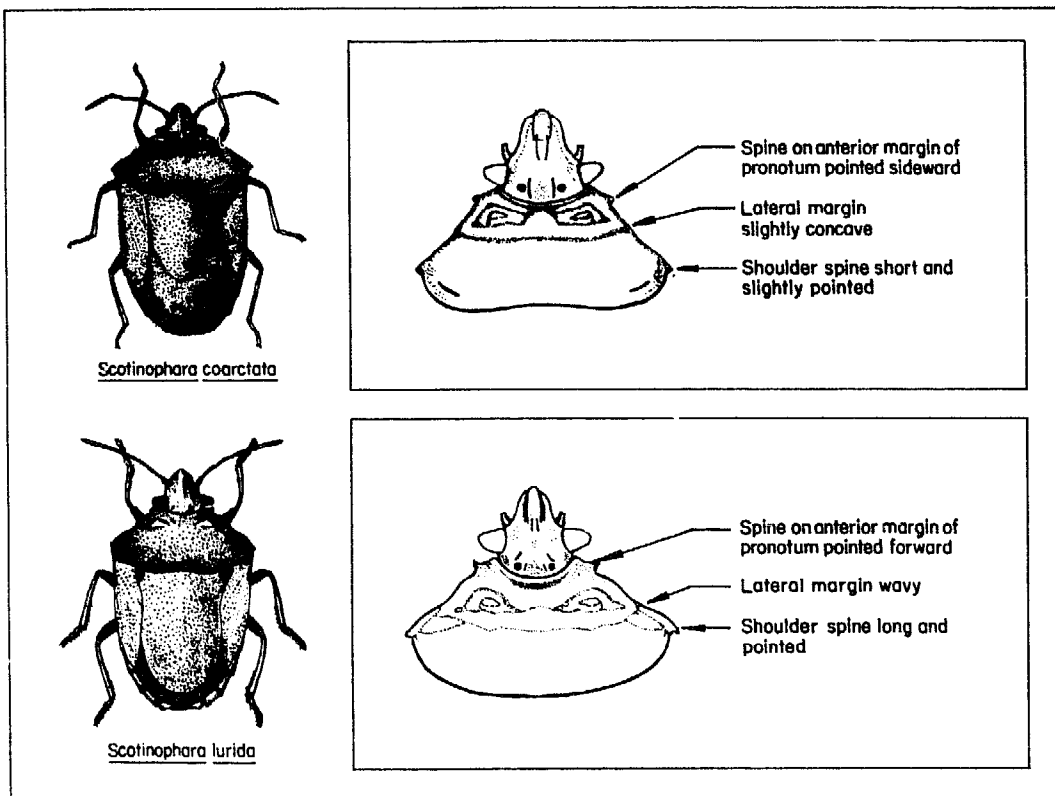 Spine on anterior margin of
pronotum pointed sideward
Lateral margin
slightly concave
Shoulder spine short and
slightly pointed
Scotinophara coarctata
Spine on anterior margin of
pronotum pointed forward
Lateral margin wavy
Shoulder spine long and
pointed
Scotinophara lurida